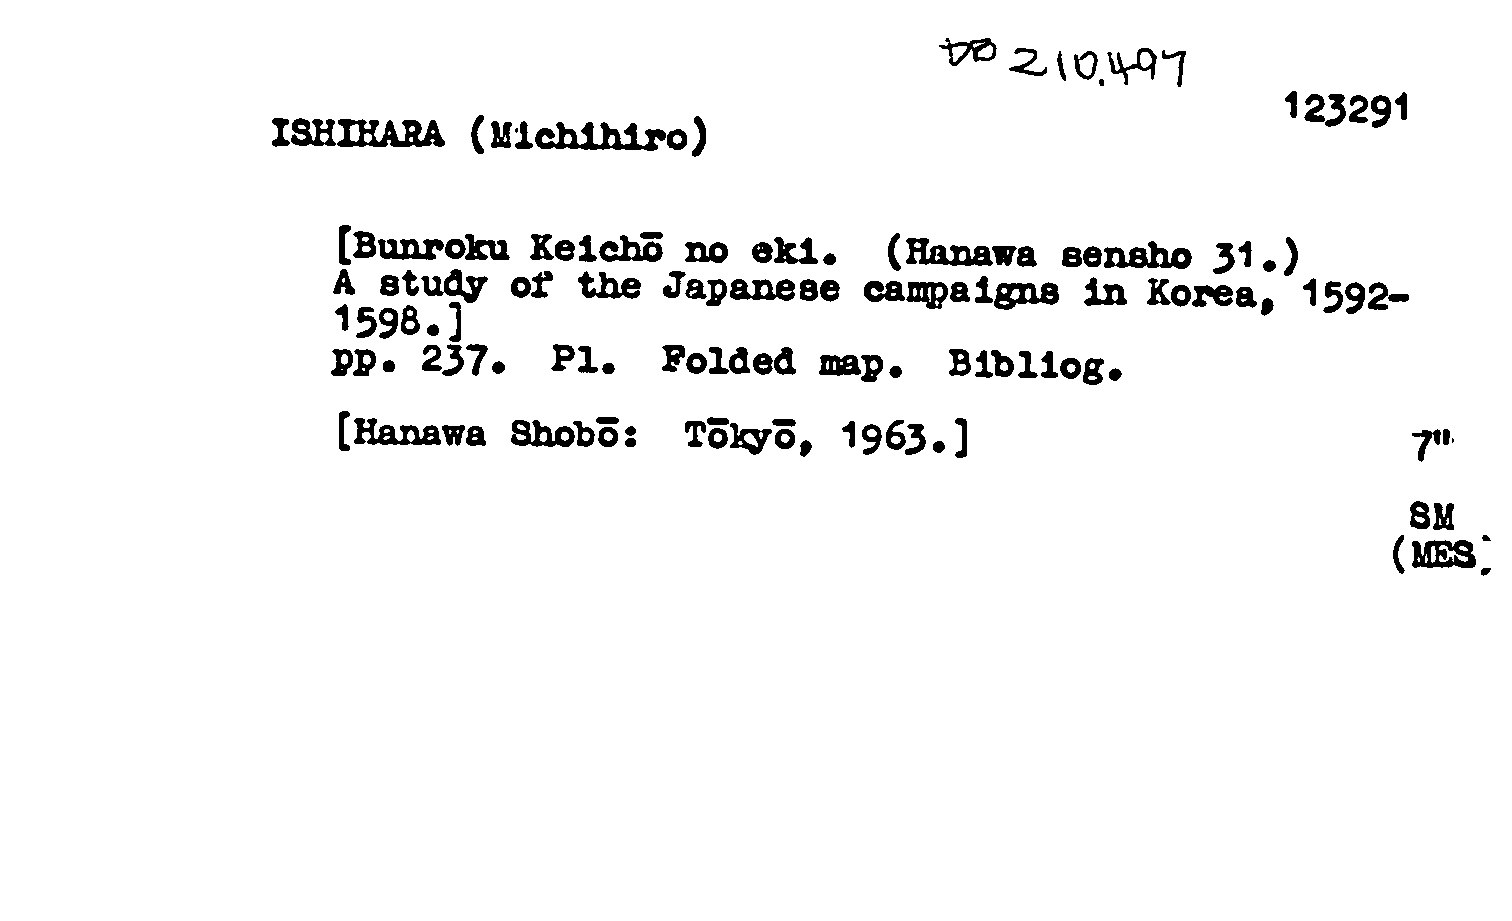 210.497
123291
ISHIHARA (Michihiro)
[Bunroku Keichō no eki. (Hanawa sensho 31.)
A study of the Japanese campaigns in Korea, 1592-
1598.]
pp. 237. Pl. Folded map. Bibliog.
[Hanawa Shobō: Tōkyō, 1963.]
7"
SM
(MES)